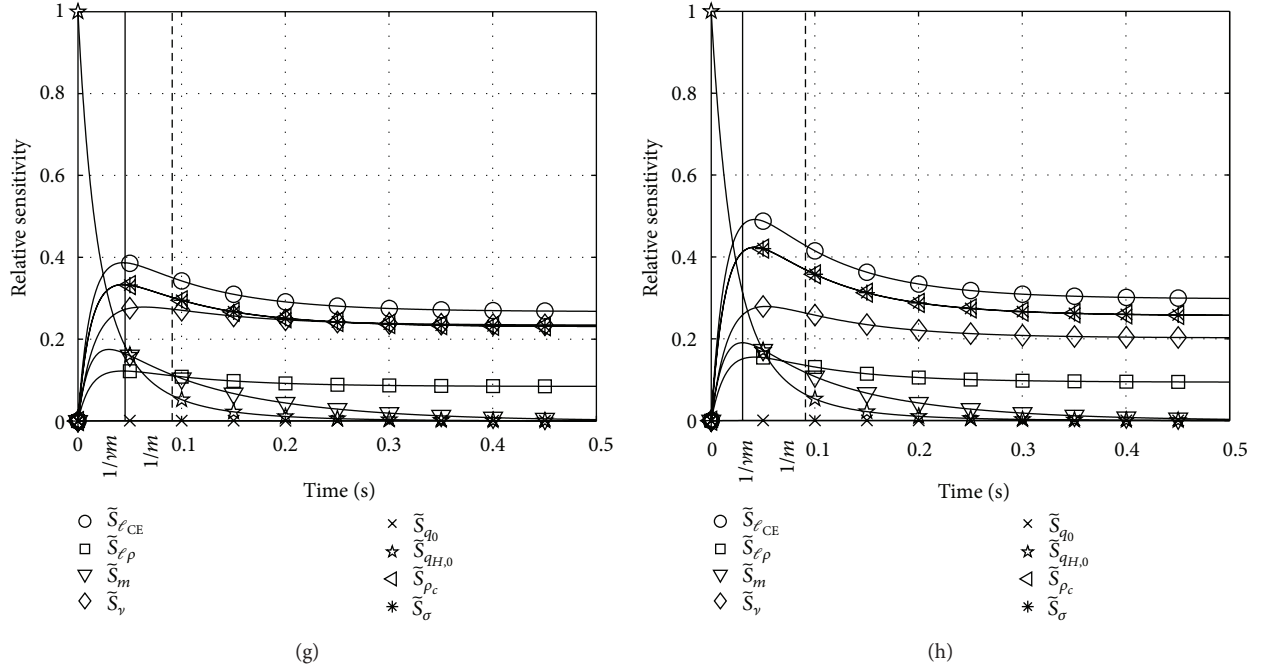 Relative sensitivity
1
0.8
0.6
0.4
0.2
0
0 0.1 0.2 0.3 0.4 0.5
1/νm
1/m
Time (s)
S̃ℓCE
S̃ℓρ
S̃m
S̃ν
S̃q0
S̃qH,0
S̃ρc
S̃σ
(g)
Relative sensitivity
1
0.8
0.6
0.4
0.2
0
0 0.1 0.2 0.3 0.4 0.5
1/νm
1/m
Time (s)
S̃ℓCE
S̃ℓρ
S̃m
S̃ν
S̃q0
S̃qH,0
S̃ρc
S̃σ
(h)